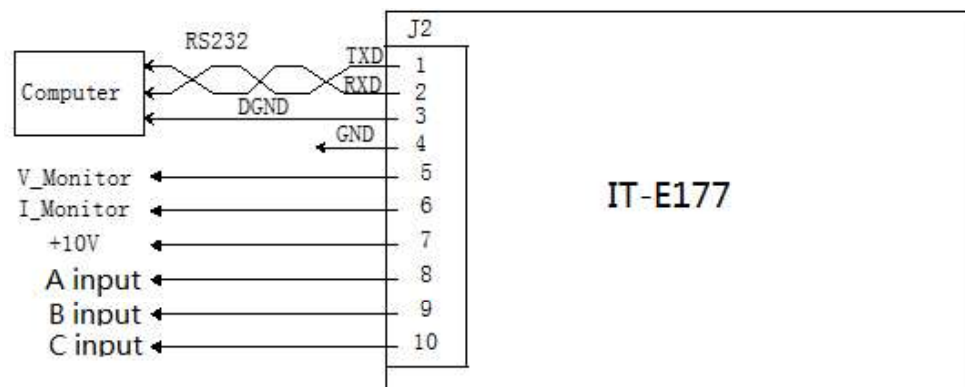 J2
RS232
TXD
1
Computer
RXD
2
DGND
3
GND
4
V_Monitor
5
I_Monitor
6
IT-E177
+10V
7
A input
8
B input
9
C input
10